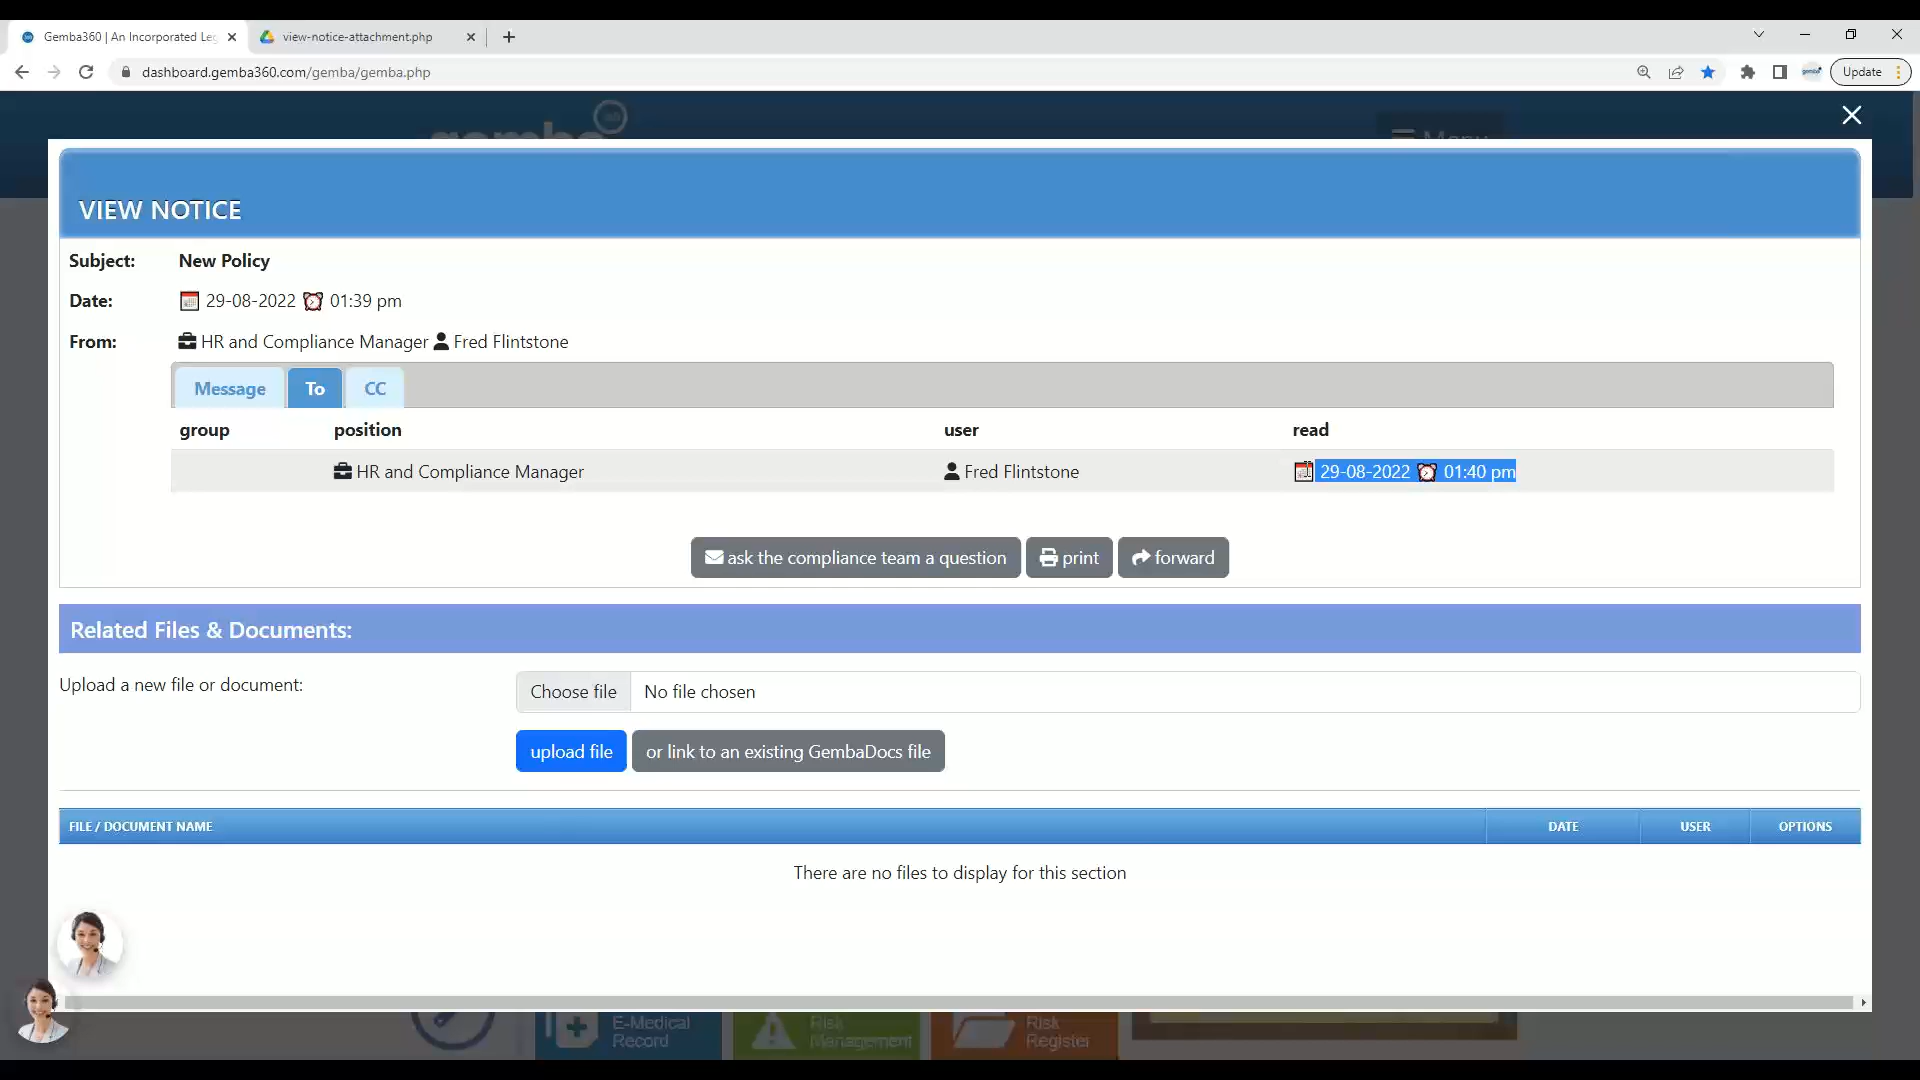 Gemba360 | An Incorporated Leg
view-notice-attachment.php
dashboard.gemba360.com/gemba/gemba.php
Update
gemba
Menu
VIEW NOTICE
Subject: New Policy
Date: 29-08-2022 01:39 pm
From: HR and Compliance Manager Fred Flintstone
Message To CC
group position user read
HR and Compliance Manager Fred Flintstone 29-08-2022 01:40 pm
ask the compliance team a question print forward
Related Files & Documents:
Upload a new file or document: Choose file No file chosen
upload file or link to an existing GembaDocs file
FILE / DOCUMENT NAME DATE USER OPTIONS
There are no files to display for this section
E-Medical
Record
Risk
Management
Risk
Register